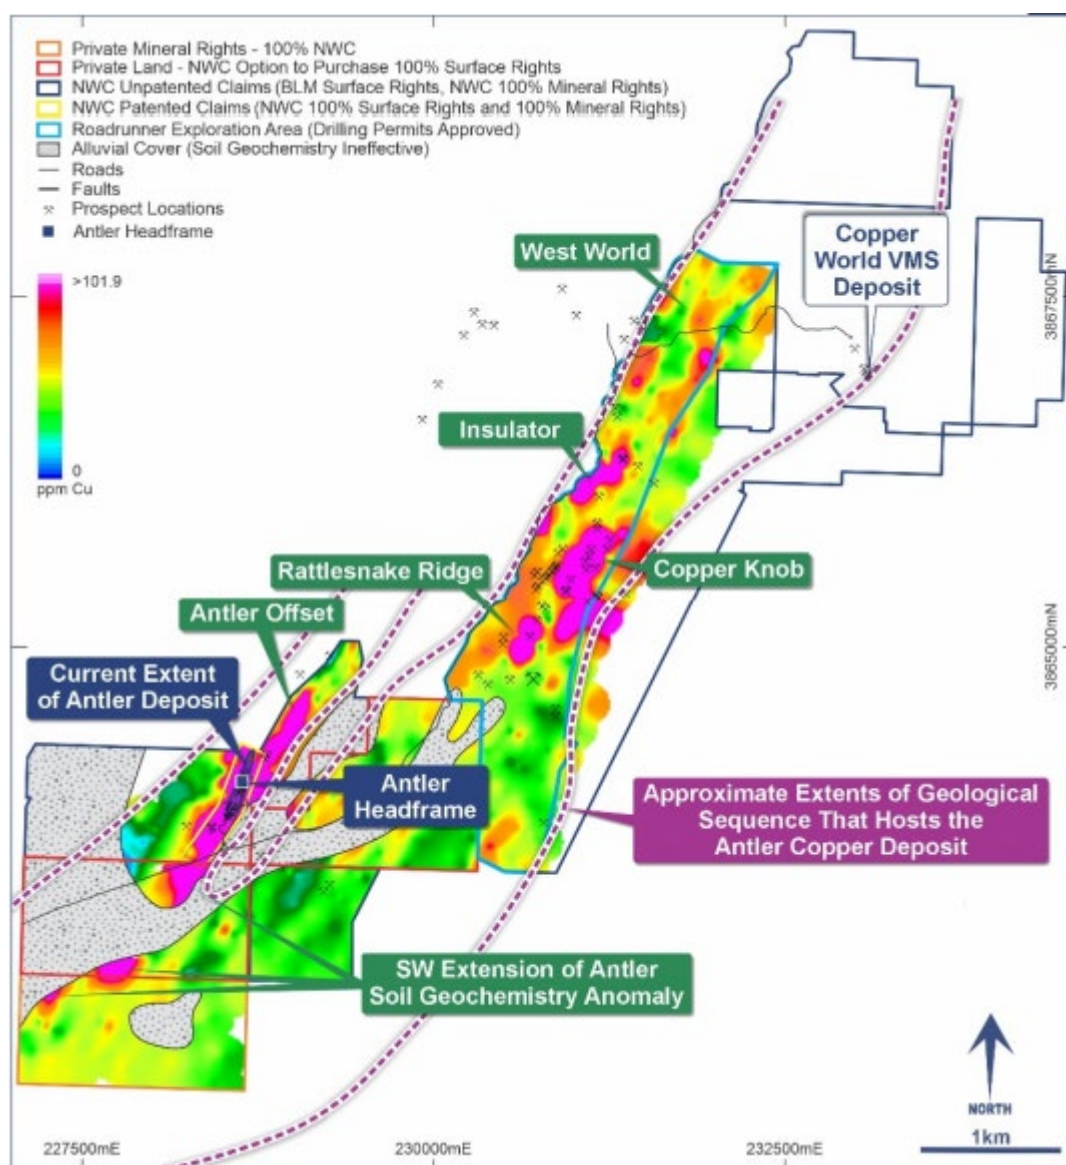 Private Mineral Rights - 100% NWC
Private Land - NWC Option to Purchase 100% Surface Rights
NWC Unpatented Claims (BLM Surface Rights, NWC 100% Mineral Rights)
NWC Patented Claims (NWC 100% Surface Rights and 100% Mineral Rights)
Roadrunner Exploration Area (Drilling Permits Approved)
Alluvial Cover (Soil Geochemistry Ineffective)
Roads
Faults
Prospect Locations
Antler Headframe
>101.9
0
ppm Cu
West World
Copper
World VMS
Deposit
3867500mN
Insulator
Rattlesnake Ridge
Copper Knob
Antler Offset
Current Extent
of Antler Deposit
3865000mN
Antler
Headframe
Approximate Extents of Geological
Sequence That Hosts the
Antler Copper Deposit
SW Extension of Antler
Soil Geochemistry Anomaly
NORTH
1km
227500mE
230000mE
232500mE